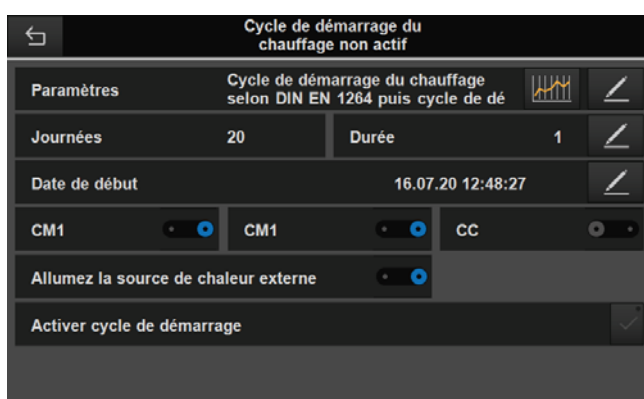 Cycle de démarrage du
chauffage non actif
Paramètres
Cycle de démarrage du chauffage
selon DIN EN 1264 puis cycle de dé
Journées 20 Durée 1
Date de début 16.07.20 12:48:27
CM1 CM1 CC
Allumez la source de chaleur externe
Activer cycle de démarrage